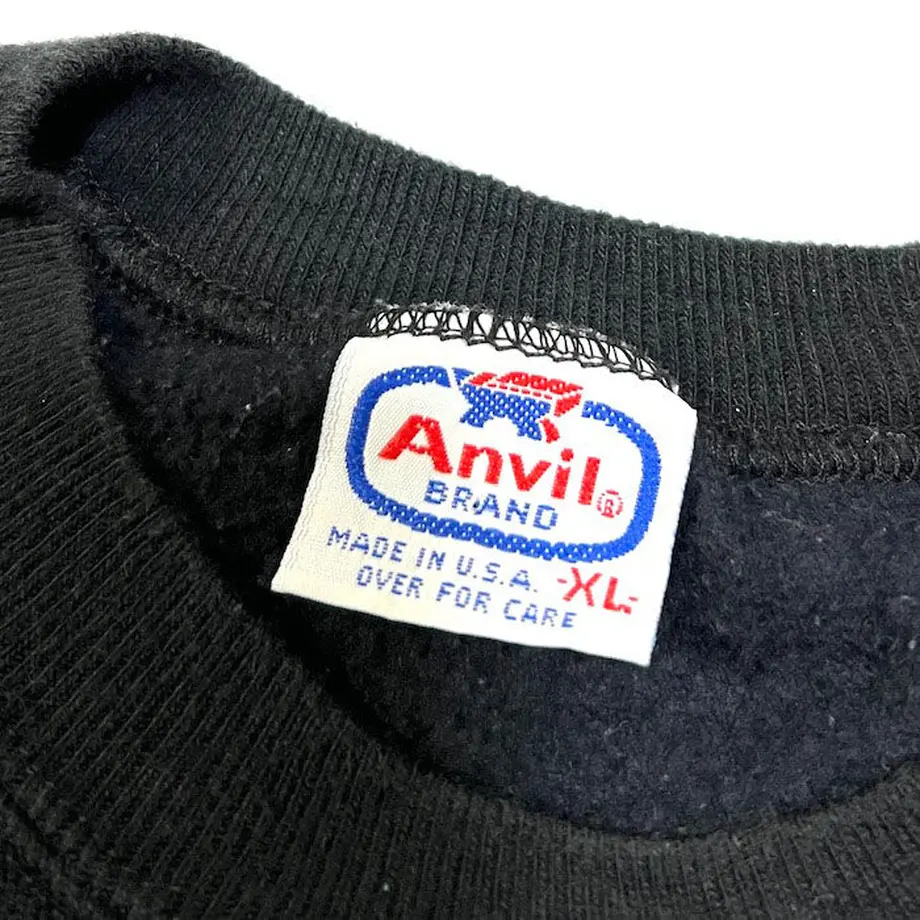 Anvil®
BRAND
MADE IN U.S.A. -XL-
OVER FOR CARE